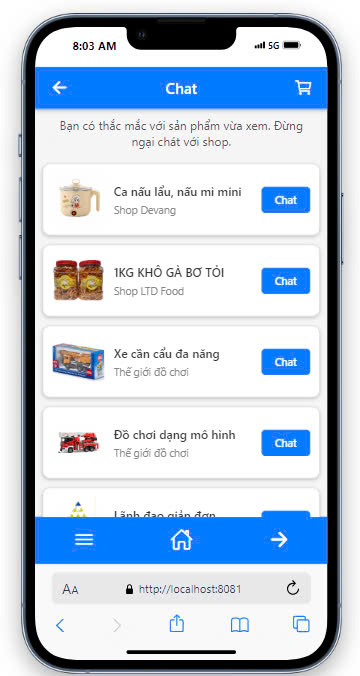 8:03 AM
5G
Chat
Bạn có thắc mắc với sản phẩm vừa xem. Đừng
ngại chát với shop.
Ca nấu lẩu, nấu mì mini
Shop Devang
Chat
1KG KHÔ GÀ BƠ TỎI
Shop LTD Food
Chat
Xe cần cẩu đa năng
Thế giới đồ chơi
Chat
Đồ chơi dạng mô hình
Thế giới đồ chơi
Chat
Lãnh đạo giản đơn
AA
http://localhost:8081